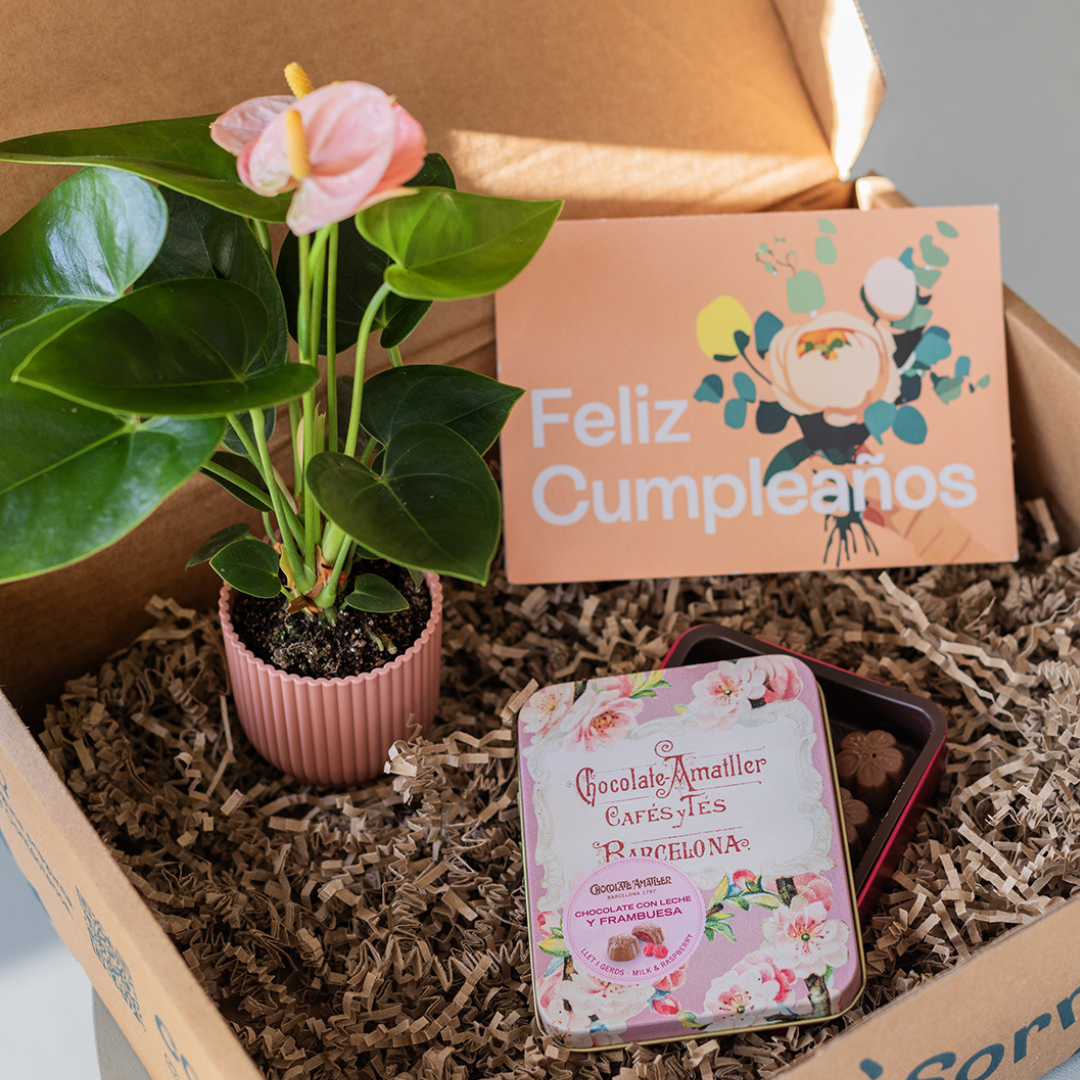 Feliz
Cumpleaños
Chocolate-Amatller
CAFÉS y TÉS
BARCELONA
CHOCOLATE AMATLLER
BARCELONA 1797
CHOCOLATE CON LECHE
Y FRAMBUESA
LLET I GERDS - MILK & RASPBERRY